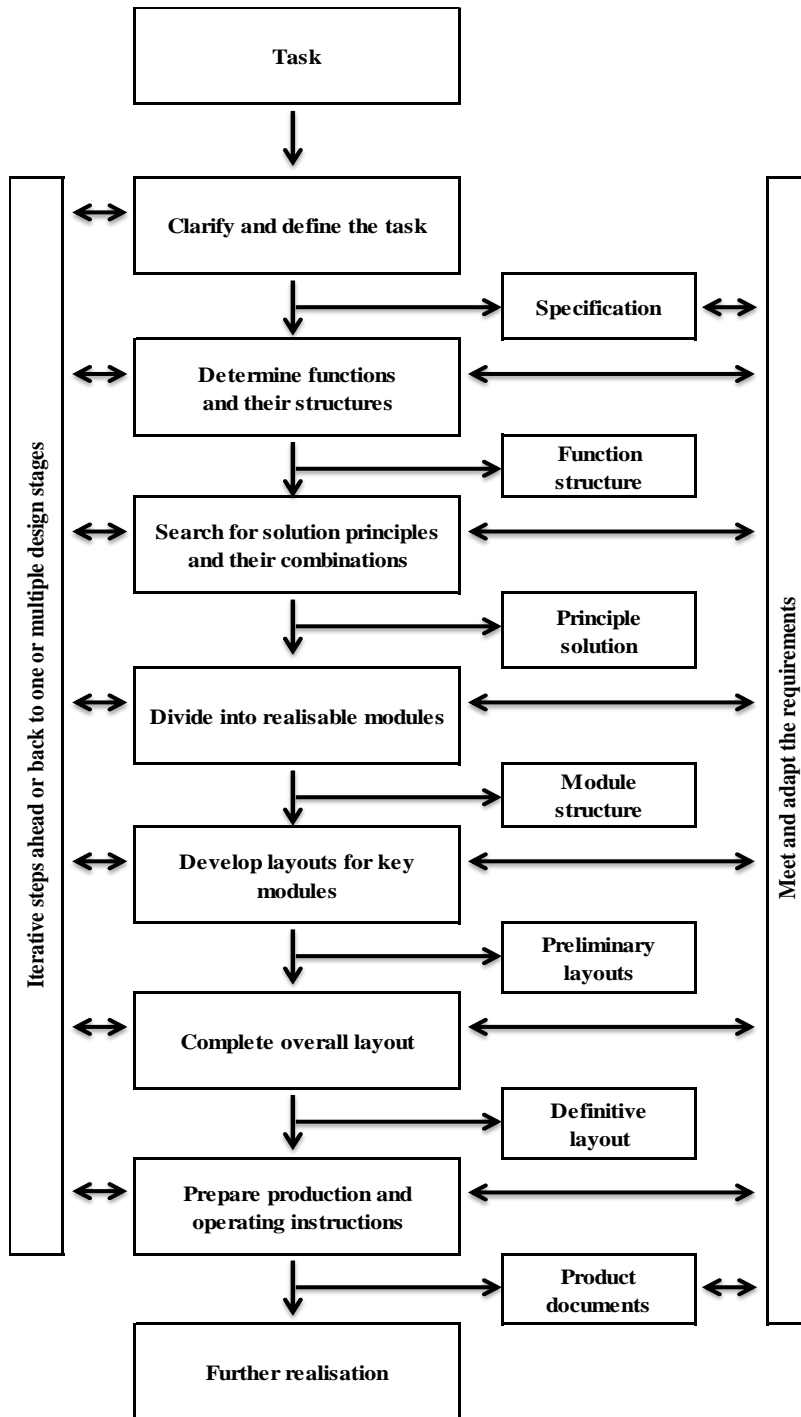 Task
Clarify and define the task
Specification
Determine functions
and their structures
Function
structure
Search for solution principles
and their combinations
Principle
solution
Divide into realisable modules
Module
structure
Develop layouts for key
modules
Preliminary
layouts
Complete overall layout
Definitive
layout
Prepare production and
operating instructions
Product
documents
Further realisation
Iterative steps ahead or back to one or multiple design stages
Meet and adapt the requirements